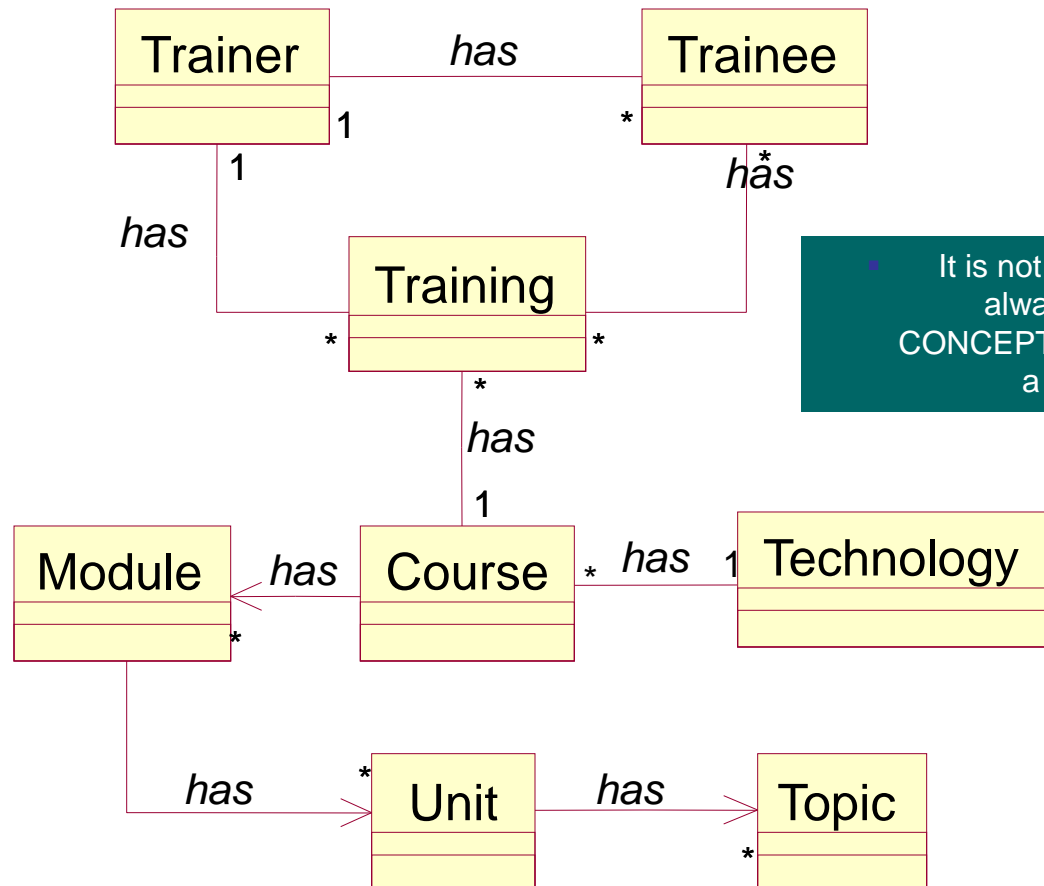 Trainer
has
Trainee
1
*
1
*
has
has
Training
*
*
*
has
1
It is not
CONCEPT
a
Module
has
Course
*
has
1
Technology
*
*
has
Unit
has
Topic
*